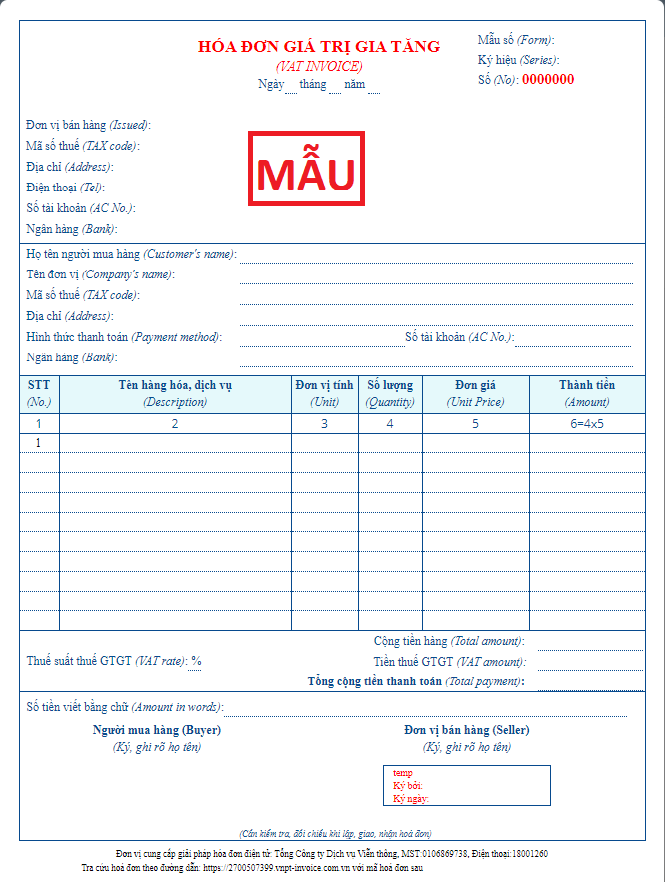 HÓA ĐƠN GIÁ TRỊ GIA TĂNG
(VAT INVOICE)
Ngày tháng năm
Mẫu số (Form):
Ký hiệu (Series):
Số (No): 0000000
Đơn vị bán hàng (Issued):
Mã số thuế (TAX code):
Địa chỉ (Address):
Điện thoại (Tel):
Số tài khoản (AC No.):
Ngân hàng (Bank):
MẪU
Họ tên người mua hàng (Customer's name):
Tên đơn vị (Company's name):
Mã số thuế (TAX code):
Địa chỉ (Address):
Hình thức thanh toán (Payment method): Số tài khoản (AC No.):
Ngân hàng (Bank):
STT Tên hàng hóa, dịch vụ Đơn vị tính Số lượng Đơn giá Thành tiền
(No.) (Description) (Unit) (Quantity) (Unit Price) (Amount)
1 2 3 4 5 6=4x5
1
Cộng tiền hàng (Total amount):
Thuế suất thuế GTGT (VAT rate): % Tiền thuế GTGT (VAT amount):
Tổng cộng tiền thanh toán (Total payment):
Số tiền viết bằng chữ (Amount in words):
Người mua hàng (Buyer) Đơn vị bán hàng (Seller)
(Ký, ghi rõ họ tên) (Ký, ghi rõ họ tên)
temp
Ký bởi:
Ký ngày:
(Cần kiểm tra, đối chiếu khi lập, giao, nhận hoá đơn)
Đơn vị cung cấp giải pháp hóa đơn điện tử: Tổng Công ty Dịch vụ Viễn thông, MST:0106869738, Điện thoại:18001260
Tra cứu hoá đơn theo đường dẫn: https://2700507399.vnpt-invoice.com.vn với mã hoá đơn sau